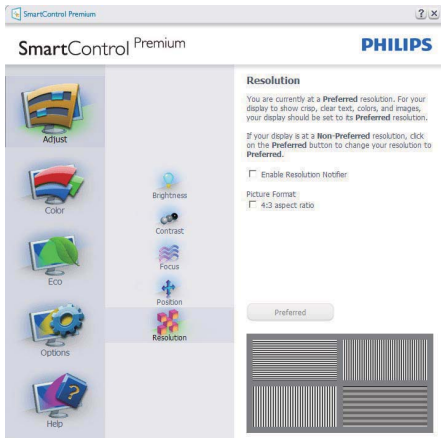 SmartControl Premium
SmartControl Premium
PHILIPS
Adjust
Color
Eco
Options
Help
Brightness
Contrast
Focus
Position
Resolution
Resolution
You are currently at a Preferred resolution. For your
display to show crisp, clear text, colors, and images,
your display should be set to its Preferred resolution.
If your display is at a Non-Preferred resolution, click
on the Preferred button to change your resolution to
Preferred.
Enable Resolution Notifier
Picture Format
4:3 aspect ratio
Preferred